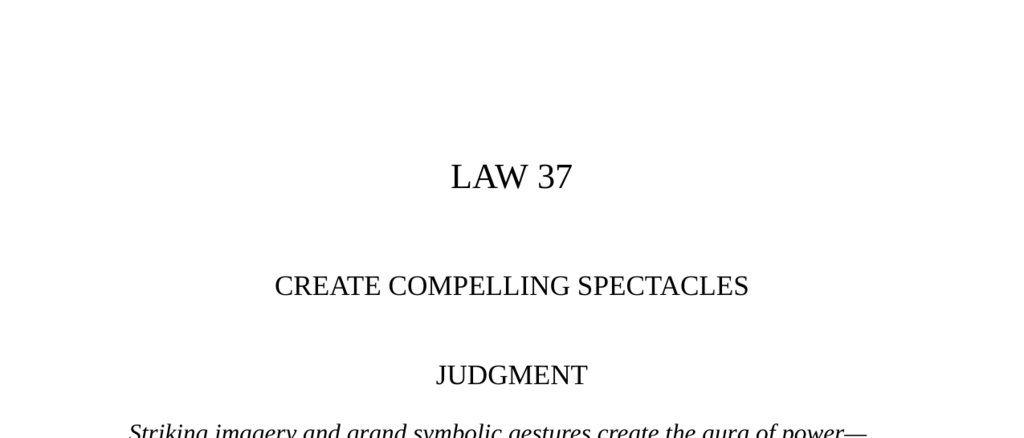 LAW 37
CREATE COMPELLING SPECTACLES
JUDGMENT
Striking imagery and grand symbolic gestures create the aura of power—